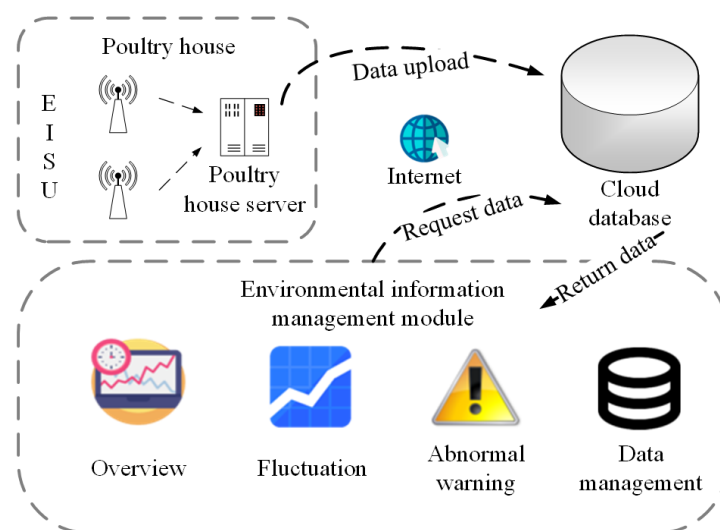 Poultry house
E
I
S
U
Poultry
house server
Data upload
Internet
Cloud
database
Request data
Return data
Environmental information
management module
Overview
Fluctuation
Abnormal
warning
Data
management